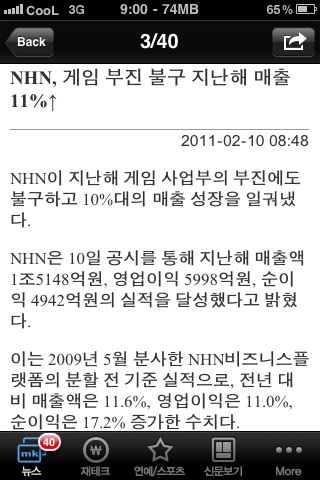 CooL 3G 9:00 - 74MB 65%
Back 3/40
NHN, 게임 부진 불구 지난해 매출
11%↑
2011-02-10 08:48
NHN이 지난해 게임 사업부의 부진에도
불구하고 10%대의 매출 성장을 일궈냈
다.
NHN은 10일 공시를 통해 지난해 매출액
1조5148억원, 영업이익 5998억원, 순이
익 4942억원의 실적을 달성했다고 밝혔
다.
이는 2009년 5월 분사한 NHN비즈니스플
랫폼의 분할 전 기준 실적으로, 전년 대
비 매출액은 11.6%, 영업이익은 11.0%,
순이익은 17.2% 증가한 수치다.
mk 40 ₩
뉴스 재테크 연예/스포츠 신문보기 More